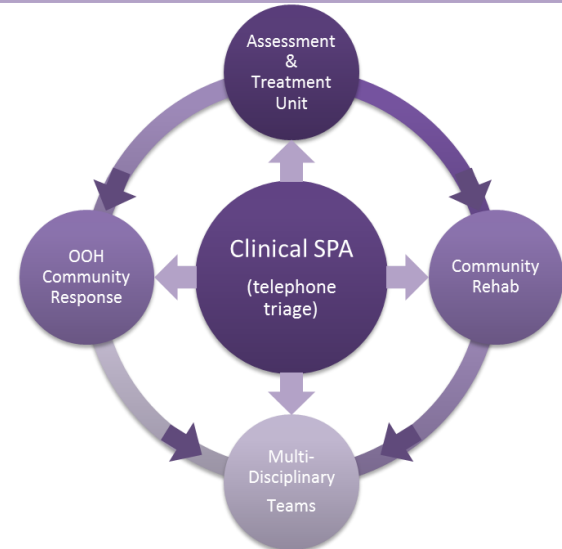 Assessment
&
Treatment
Unit
OOH
Community
Response
Clinical SPA
(telephone
triage)
Community
Rehab
Multi-
Disciplinary
Teams